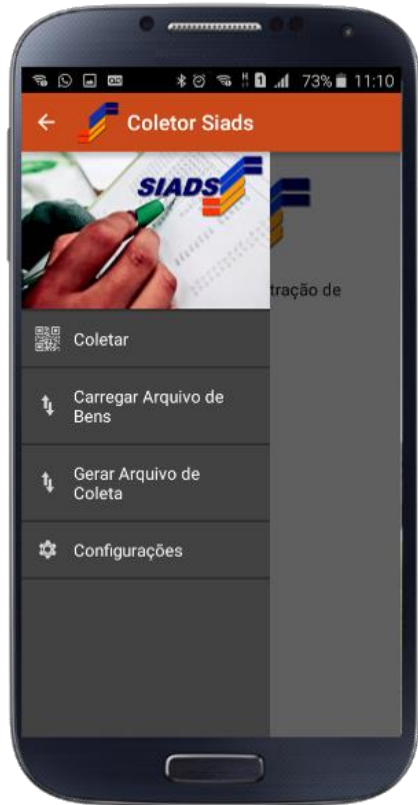 73% 11:10
Coletor Siads
SIADS
tração de
Coletar
Carregar Arquivo de
Bens
Gerar Arquivo de
Coleta
Configurações